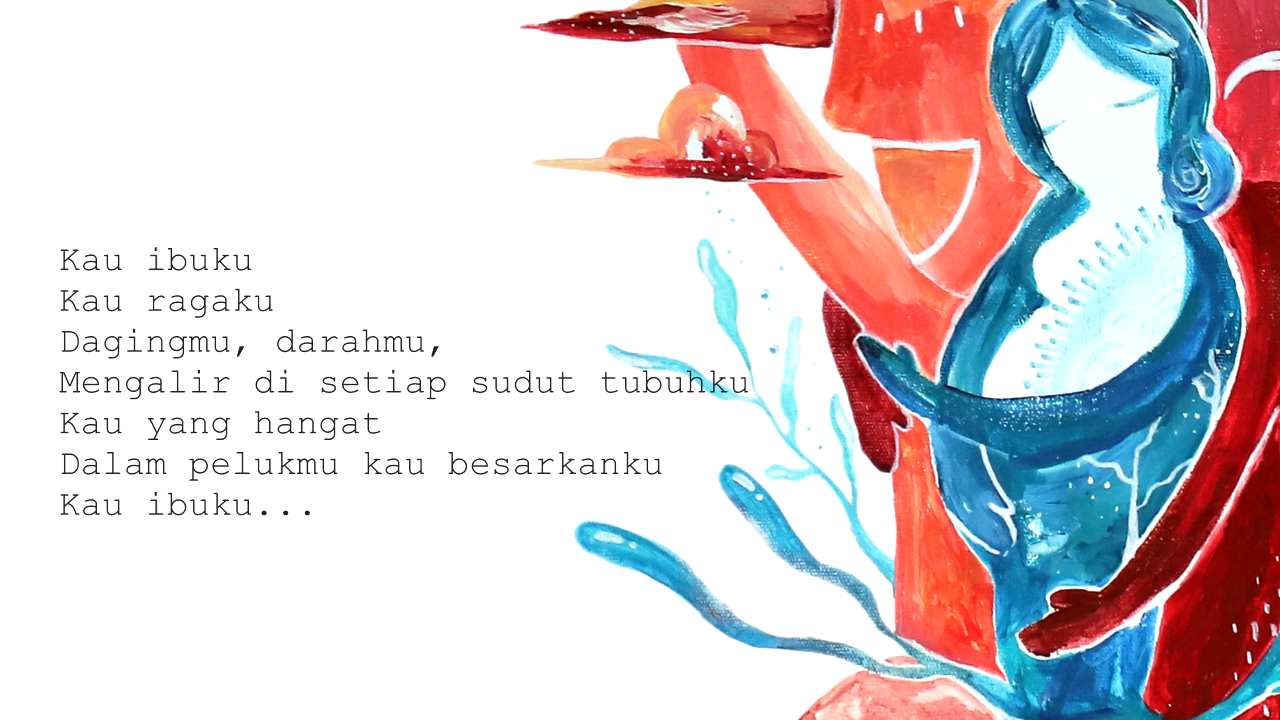 Kau ibuku
Kau ragaku
Dagingmu, darahmu,
Mengalir di setiap sudut tubuhku
Kau yang hangat
Dalam pelukmu kau besarkanku
Kau ibuku...